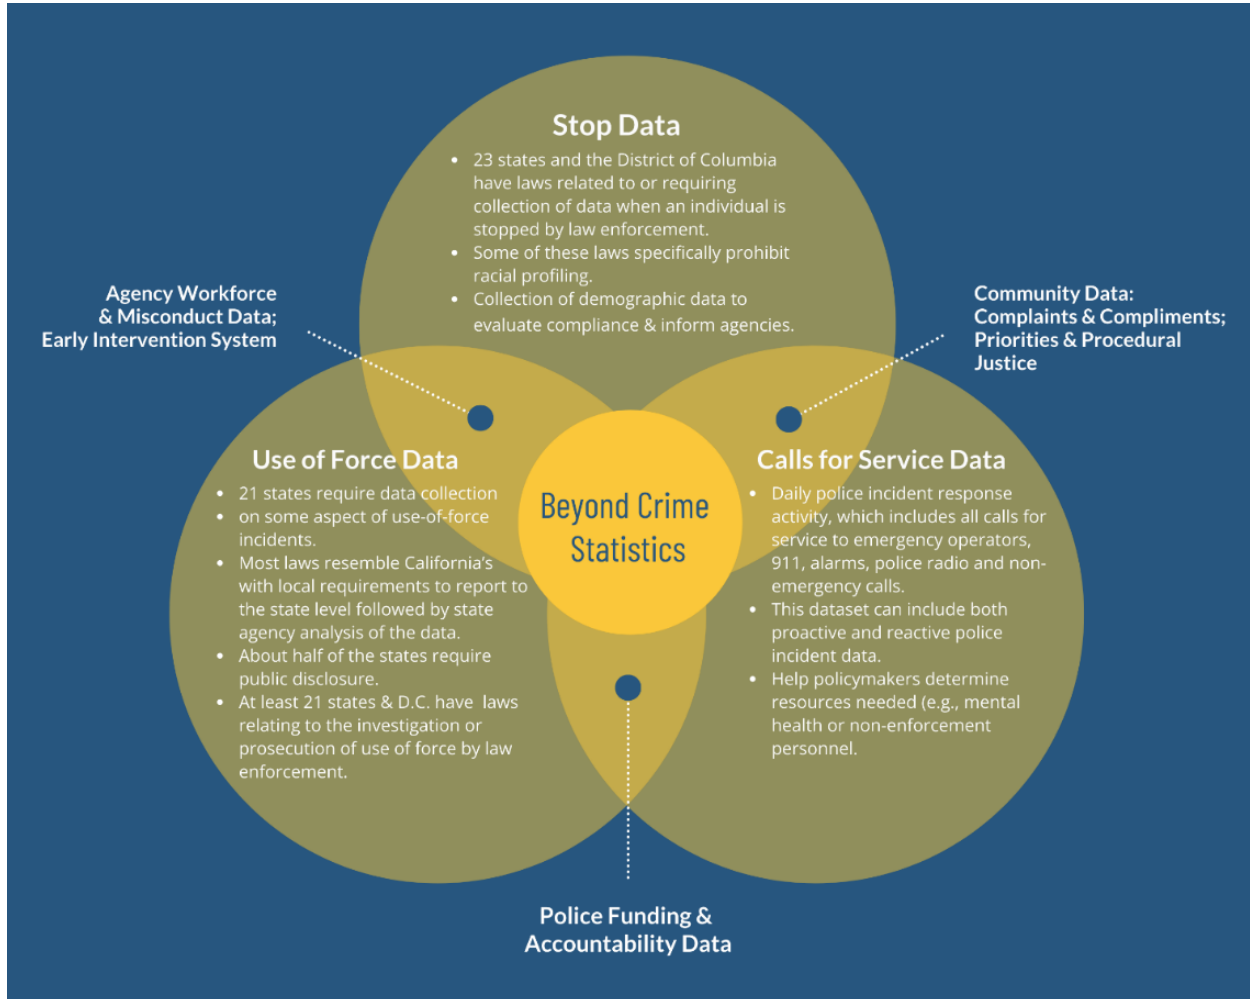 Stop Data
• 23 states and the District of Columbia
have laws related to or requiring
collection of data when an individual is
stopped by law enforcement.
• Some of these laws specifically prohibit
racial profiling.
• Collection of demographic data to
evaluate compliance & inform agencies.
Agency Workforce
& Misconduct Data;
Early Intervention System
Community Data:
Complaints & Compliments;
Priorities & Procedural
Justice
Use of Force Data
• 21 states require data collection
• on some aspect of use-of-force
incidents.
• Most laws resemble California’s
with local requirements to report to
the state level followed by state
agency analysis of the data.
• About half of the states require
public disclosure.
• At least 21 states & D.C. have  laws
relating to the investigation or
prosecution of use of force by law
enforcement.
Beyond Crime
Statistics
Calls for Service Data
• Daily police incident response
activity, which includes all calls for
service to emergency operators,
911, alarms, police radio and non-
emergency calls.
• This dataset can include both
proactive and reactive police
incident data.
• Help policymakers determine
resources needed (e.g., mental
health or non-enforcement
personnel.
Police Funding &
Accountability Data